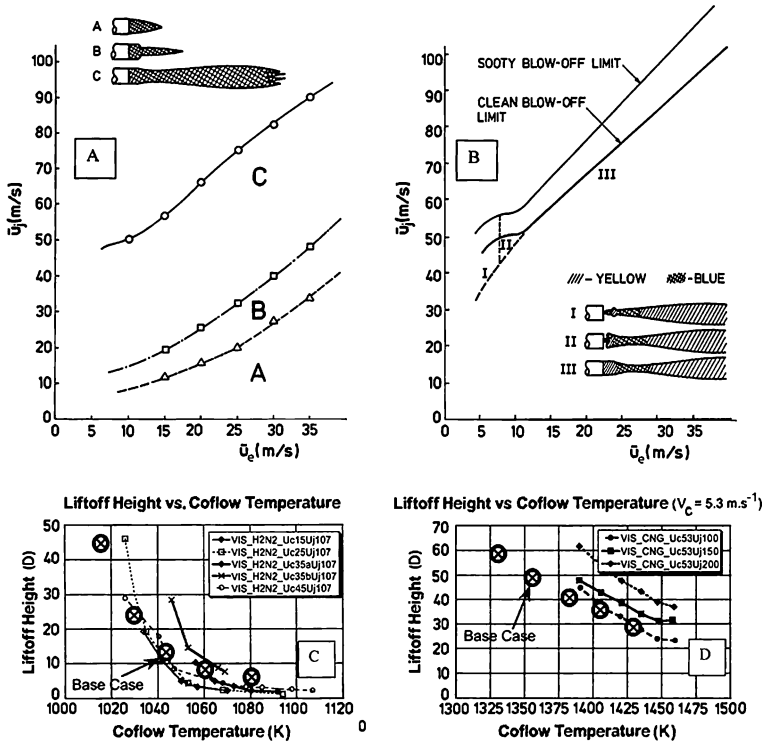 A
B
C
100
90
80
70
60
50
40
30
20
10
0
ūj(m/s)
A
C
B
A
0 5 10 15 20 25 30 35
ūe(m/s)
100
90
80
70
60
50
40
30
20
10
0
ūj(m/s)
B
SOOTY BLOW-OFF LIMIT
CLEAN BLOW-OFF
LIMIT
III
II
I
- YELLOW - BLUE
I
II
III
5 10 15 20 25 30 35
ūe(m/s)
Liftoff Height vs. Coflow Temperature
50
40
30
20
10
0
Liftoff Height (D)
VIS_H2N2_Uc15Uj107
VIS_H2N2_Uc25Uj107
VIS_H2N2_Uc35aUj107
VIS_H2N2_Uc35bUj107
VIS_H2N2_Uc45Uj107
C
Base Case
1000 1020 1040 1060 1080 1100 1120
Coflow Temperature (K)
0
Liftoff Height vs Coflow Temperature (Vc = 5.3 m.s-1)
70
60
50
40
30
20
10
0
Liftoff Height (D)
VIS_CNG_Uc53Uj100
VIS_CNG_Uc53Uj150
VIS_CNG_Uc53Uj200
Base Case
D
1300 1325 1350 1375 1400 1425 1450 1475 1500
Coflow Temperature (K)